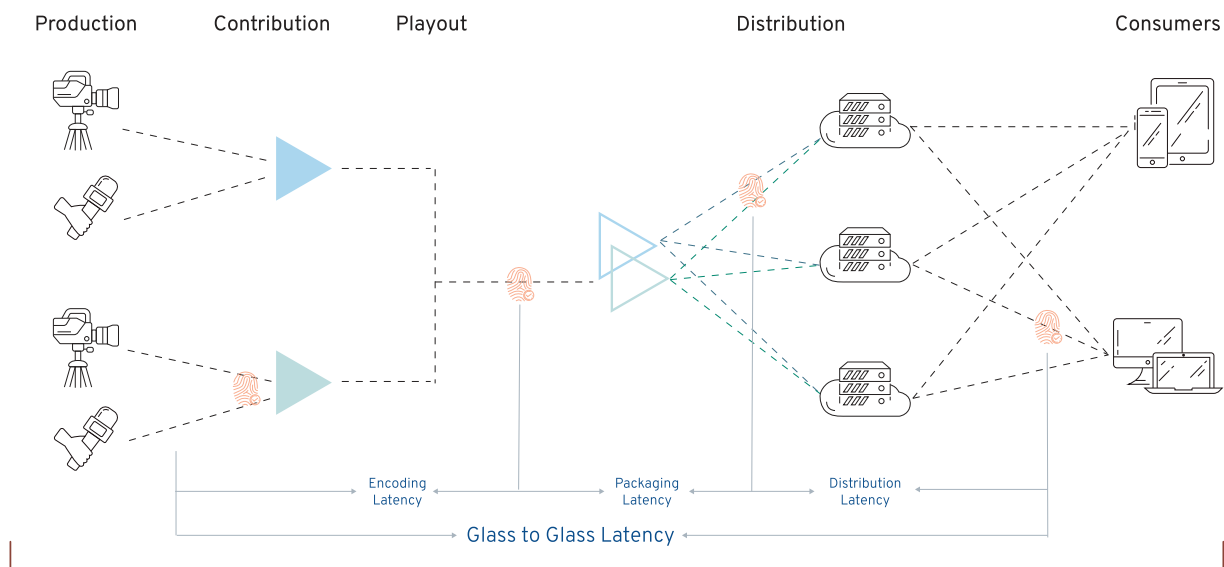 Production
Contribution
Playout
Distribution
Consumers
Encoding
Latency
Packaging
Latency
Distribution
Latency
Glass to Glass Latency